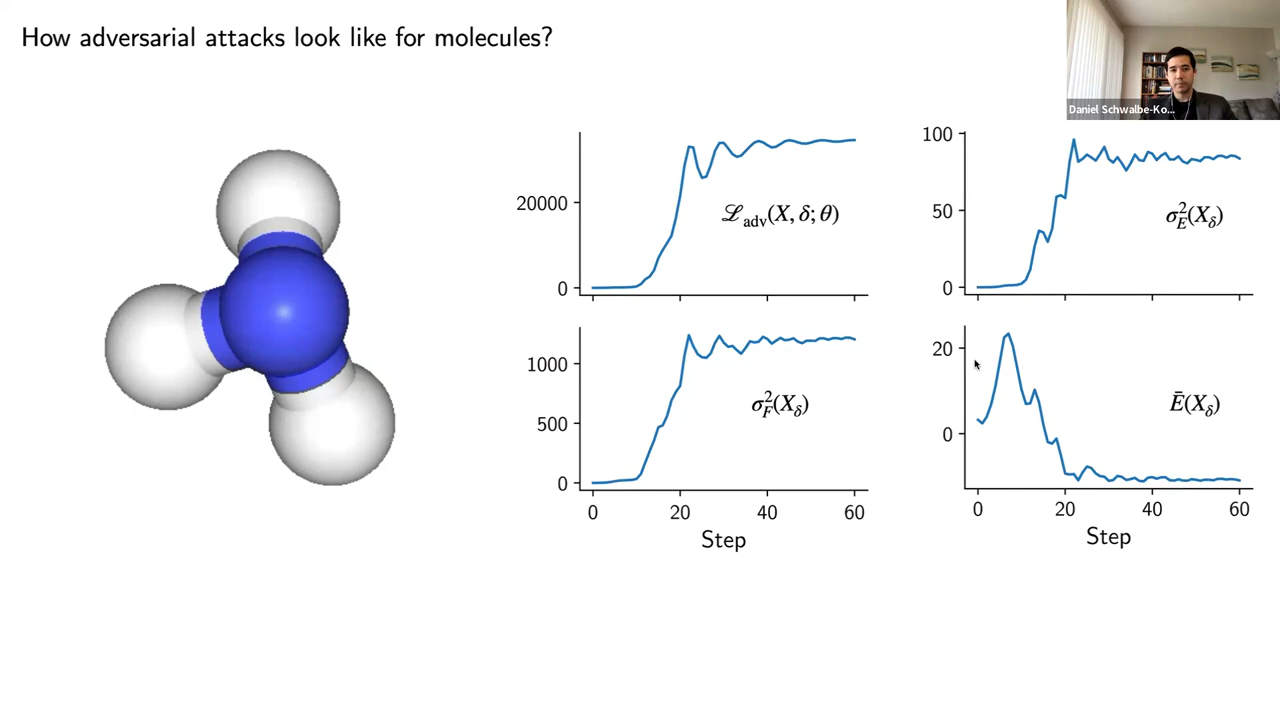 How adversarial attacks look like for molecules?
Daniel Schwalbe-Ko...
20000
0
ℒadv(X, δ; θ)
100
50
0
σ²E(Xδ)
1000
500
0
σ²F(Xδ)
0 20 40 60
Step
20
0
Ē(Xδ)
0 20 40 60
Step